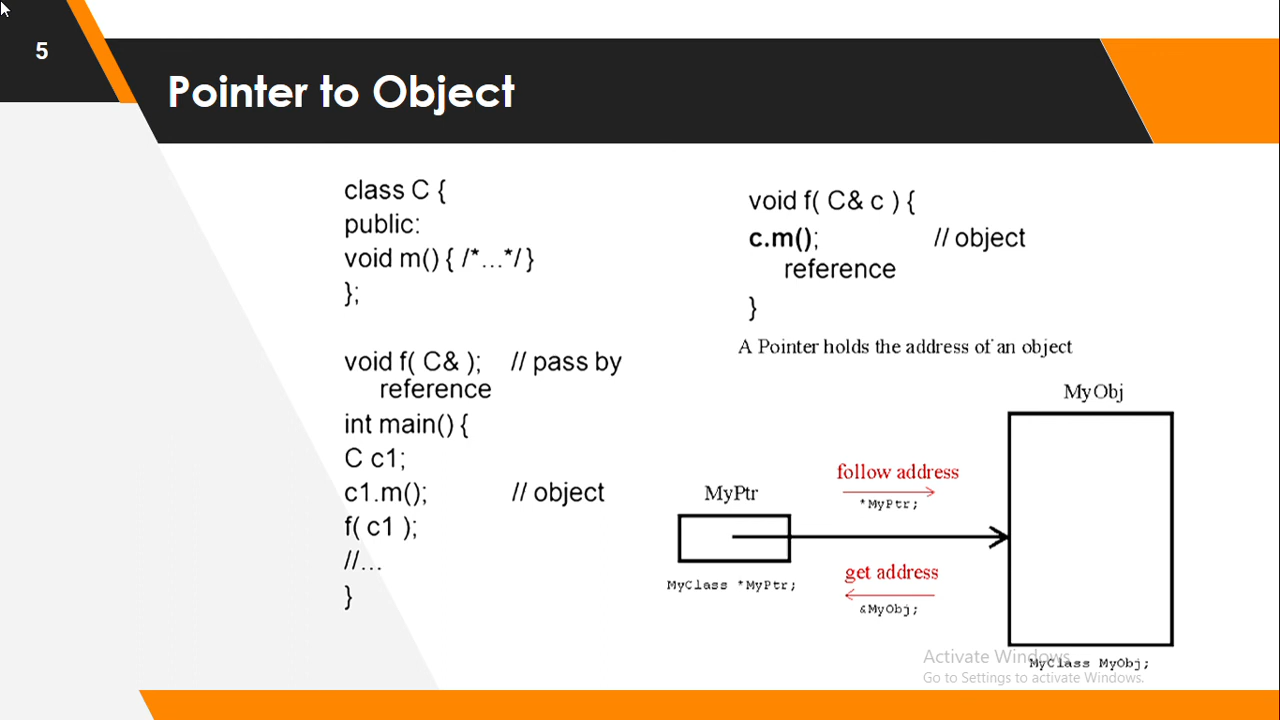 5
Pointer to Object
class C {
public:
void m() { /*...*/ }
};
void f( C& ); // pass by
reference
int main() {
C c1;
c1.m(); // object
f( c1 );
//...
}
void f( C& c ) {
c.m(); // object
reference
}
A Pointer holds the address of an object
MyObj
follow address
*MyPtr;
MyPtr
get address
&MyObj;
MyClass *MyPtr;
MyClass MyObj;
Activate Windows
Go to Settings to activate Windows.